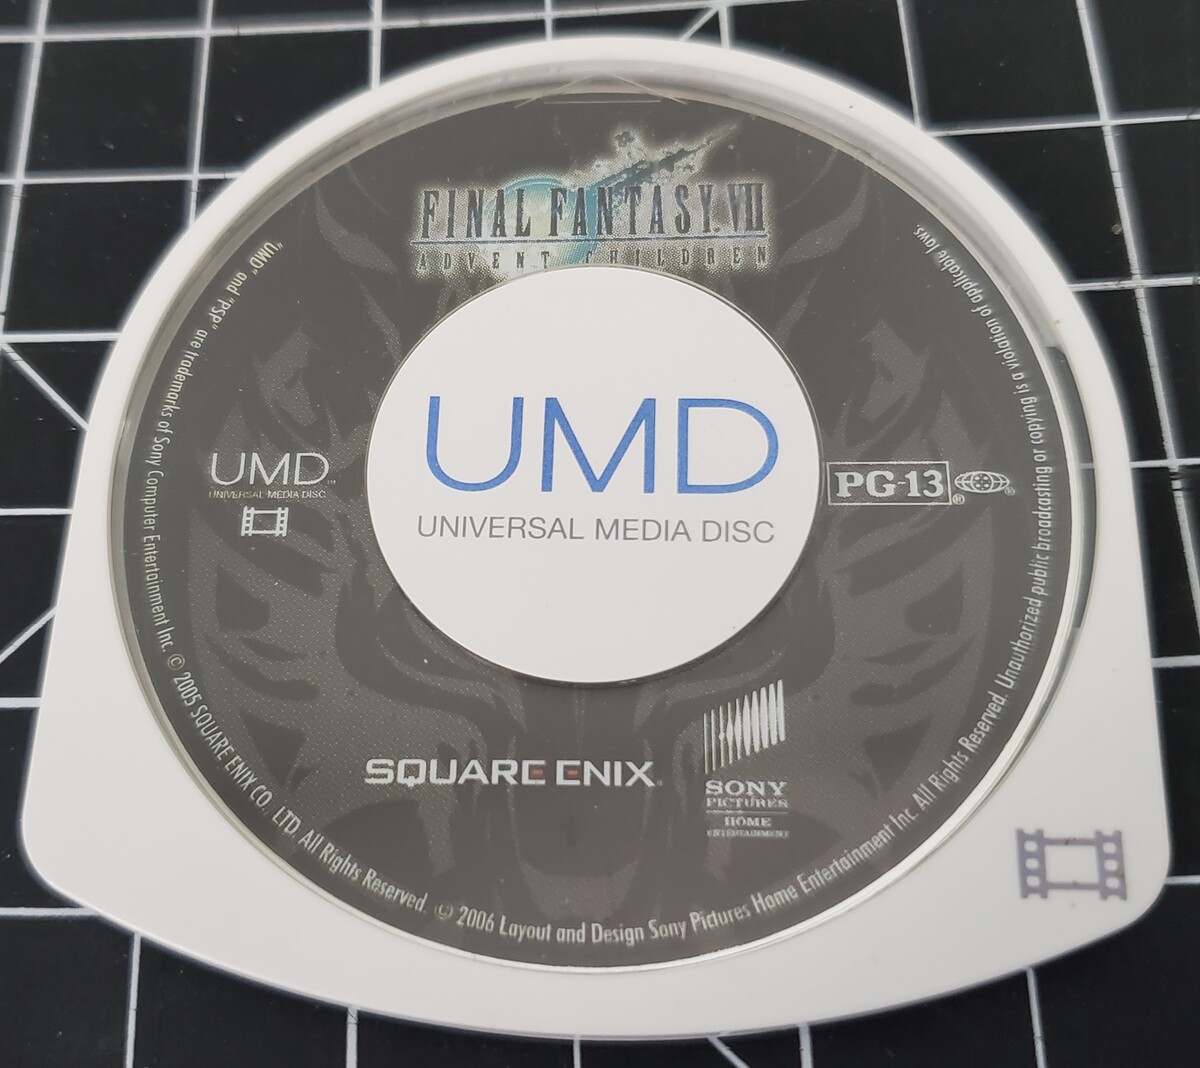 FINAL FANTASY VII
ADVENT CHILDREN
UMD
UNIVERSAL MEDIA DISC
UMD™
UNIVERSAL MEDIA DISC
PG-13 ® ®
SQUARE ENIX®
SONY
PICTURES
HOME
ENTERTAINMENT
"UMD" and "PSP" are trademarks of Sony Computer Entertainment Inc. © 2005 SQUARE ENIX CO. LTD. All Rights Reserved. © 2006 Layout and Design Sony Pictures Home Entertainment Inc. All Rights Reserved. Unauthorized public broadcasting or copying is a violation of applicable laws.